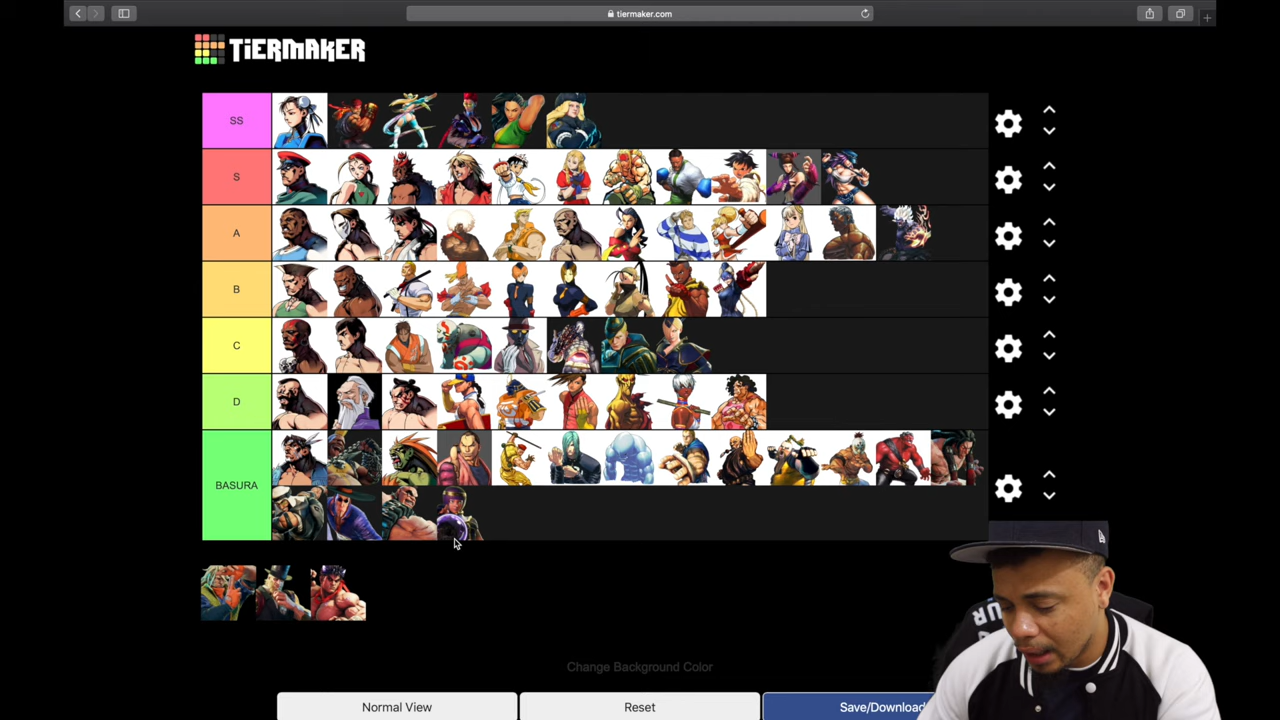 tiermaker.com
TiERMAKER
SS
S
A
B
C
D
BASURA
Change Background Color
Normal View
Reset
Save/Download